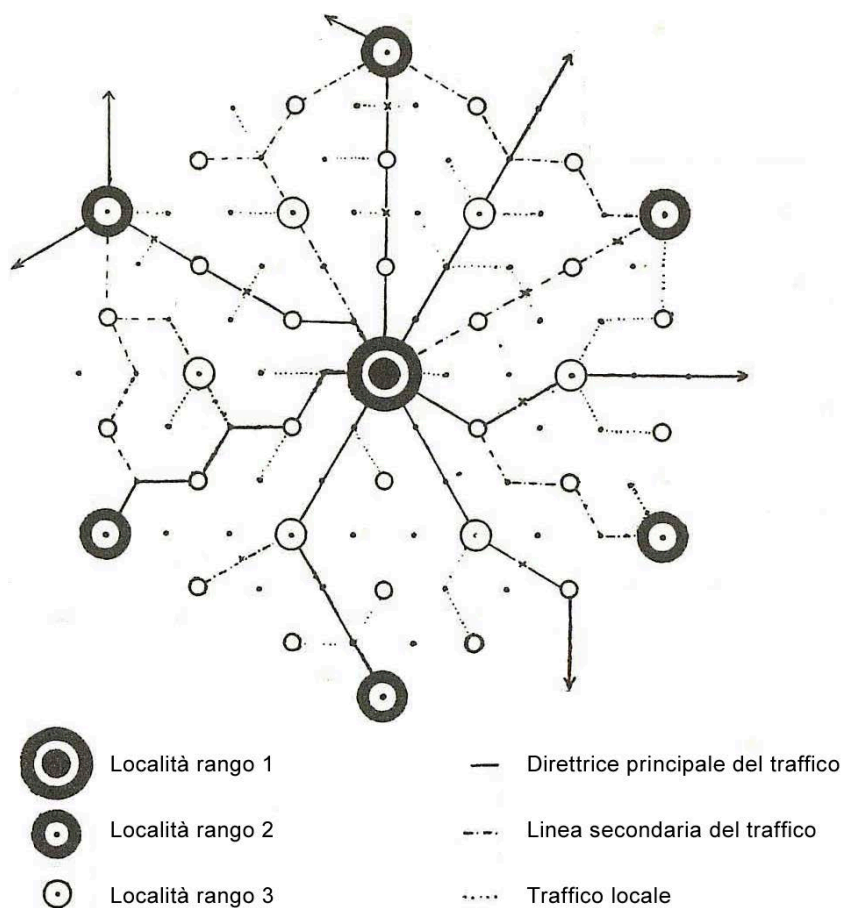 Località rango 1
Direttrice principale del traffico
Località rango 2
Linea secondaria del traffico
Località rango 3
Traffico locale